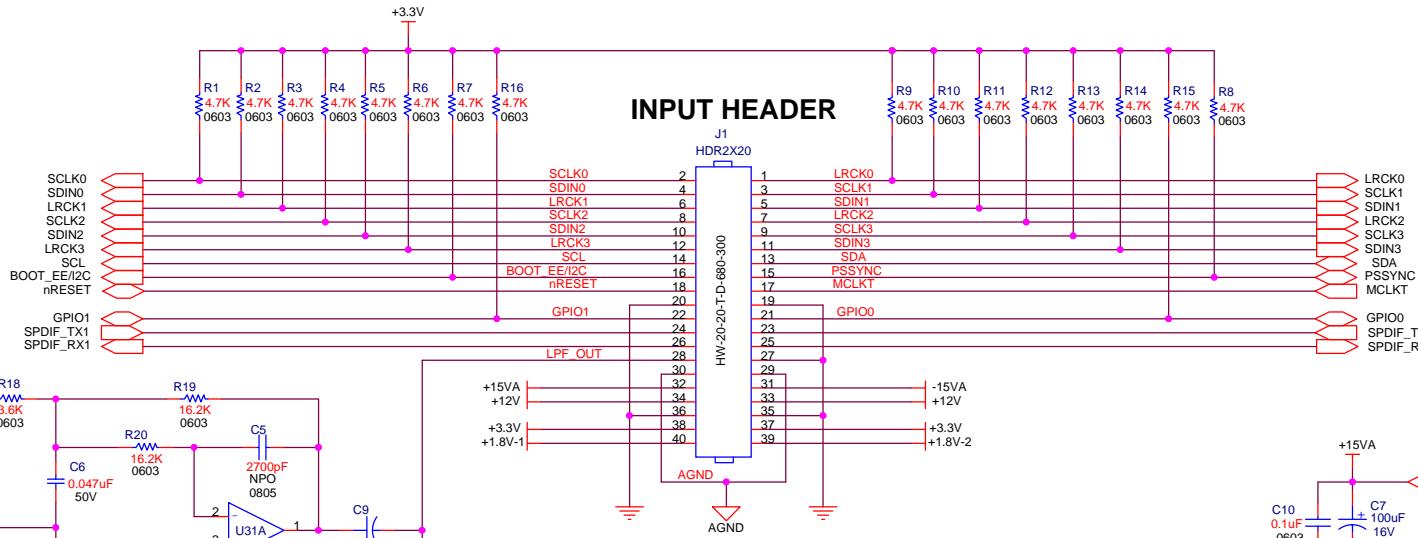 +3.3V
R1
4.7K
0603
R2
4.7K
0603
R3
4.7K
0603
R4
4.7K
0603
R5
4.7K
0603
R6
4.7K
0603
R7
4.7K
0603
R16
4.7K
0603
INPUT HEADER
J1
HDR2X20
HW-20-20-T-D-680-300
R9
4.7K
0603
R10
4.7K
0603
R11
4.7K
0603
R12
4.7K
0603
R13
4.7K
0603
R14
4.7K
0603
R15
4.7K
0603
R8
4.7K
0603
SCLK0 SCLK0 2 1 LRCK0 LRCK0
SDIN0 SDIN0 4 3 SCLK1 SCLK1
LRCK1 LRCK1 6 5 SDIN1 SDIN1
SCLK2 SCLK2 8 7 LRCK2 LRCK2
SDIN2 SDIN2 10 9 SCLK3 SCLK3
LRCK3 LRCK3 12 11 SDIN3 SDIN3
SCL SCL 14 13 SDA SDA
BOOT_EE/I2C BOOT_EE/I2C 16 15 PSSYNC PSSYNC
nRESET nRESET 18 17 MCLKT MCLKT
20 19
GPIO1 GPIO1 22 21 GPIO0 GPIO0
SPDIF_TX1 24 23 SPDIF_T
SPDIF_RX1 26 25 SPDIF_R
LPF_OUT 28 27
30 29
+15VA 32 31 -15VA
+12V 34 33 +12V
36 35
+3.3V 38 37 +3.3V
+1.8V-1 40 39 +1.8V-2
AGND
AGND
R18
3.6K
0603
R19
16.2K
0603
R20
16.2K
0603
C5
2700pF
NPO
0805
C6
0.047uF
50V
2
-
U31A
1
C9
+15VA
C10
0.1uF
0603
C7
+
100uF
16V